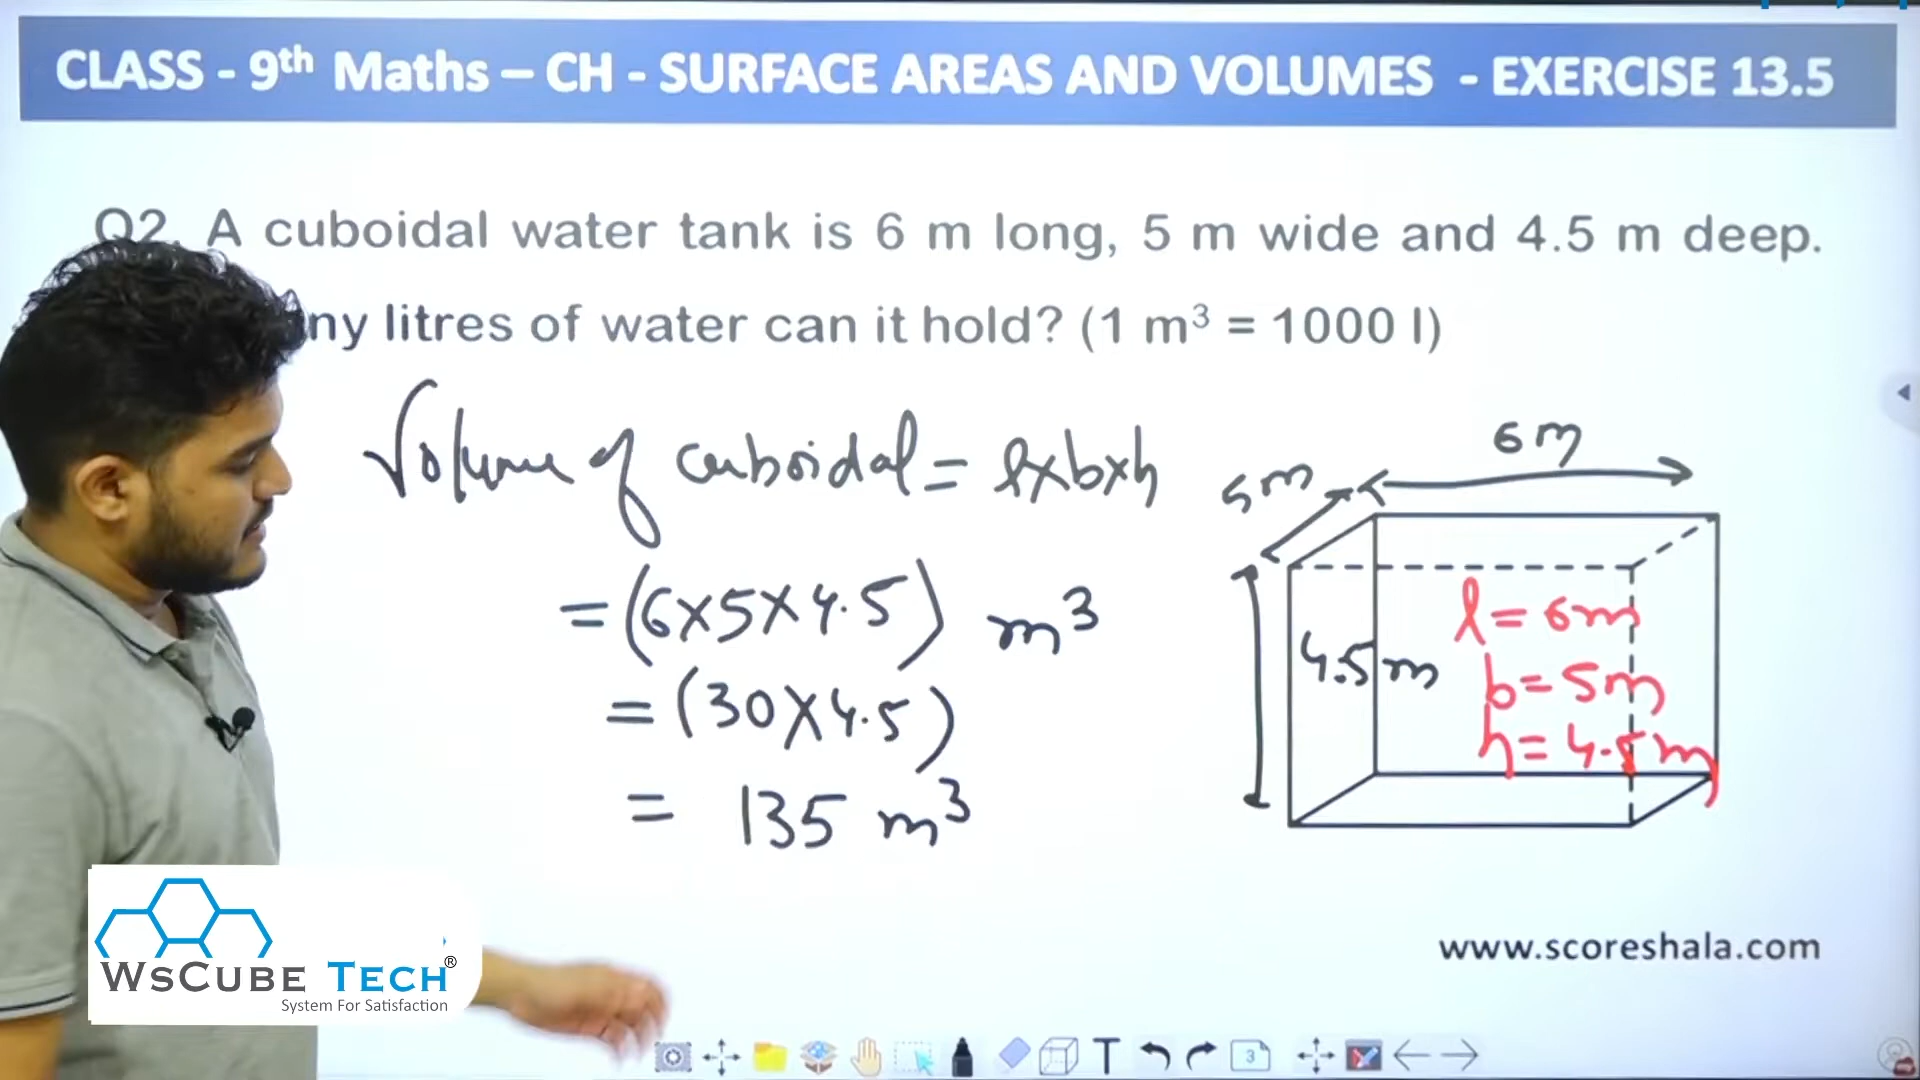 CLASS - 9th Maths – CH - SURFACE AREAS AND VOLUMES - EXERCISE 13.5
Q2. A cuboidal water tank is 6 m long, 5 m wide and 4.5 m deep.
ny litres of water can it hold? (1 m³ = 1000 l)
Volume of cuboidal = l×b×h
= (6×5×4.5) m³
= (30×4.5)
= 135 m³
6m
5m
4.5m
l = 6m
b = 5m
h = 4.5m
www.scoreshala.com
WSCUBE TECH®
System For Satisfaction
T
3